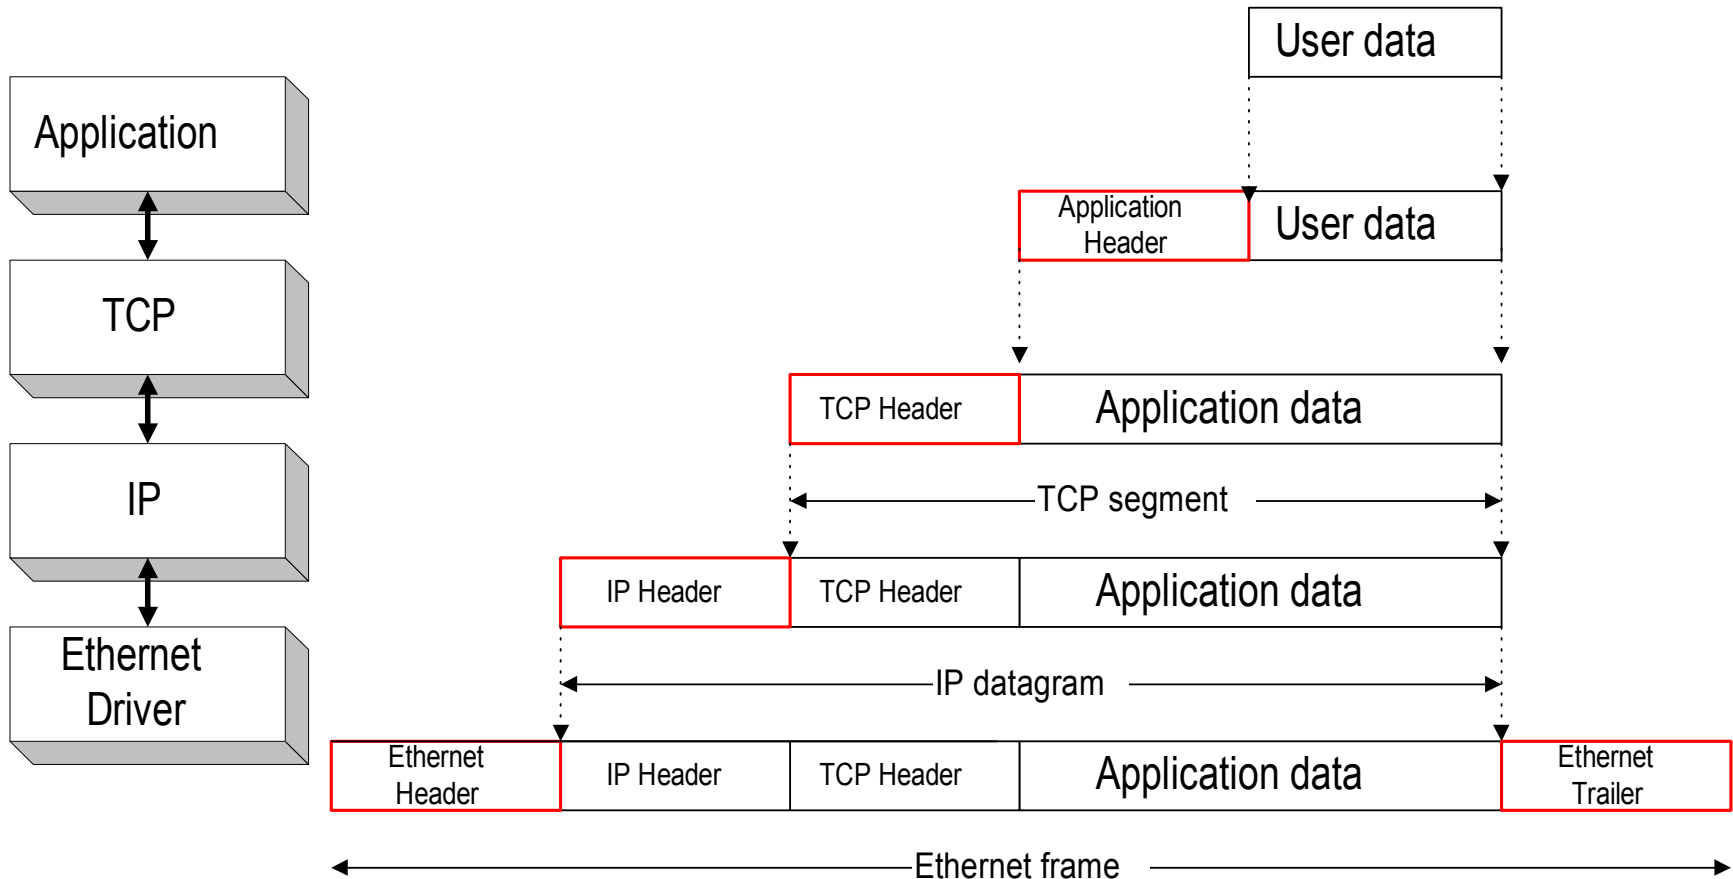 User data
Application
Application
Header
User data
TCP
TCP Header
Application data
TCP segment
IP
IP Header
TCP Header
Application data
Ethernet
Driver
IP datagram
Ethernet
Header
IP Header
TCP Header
Application data
Ethernet
Trailer
Ethernet frame